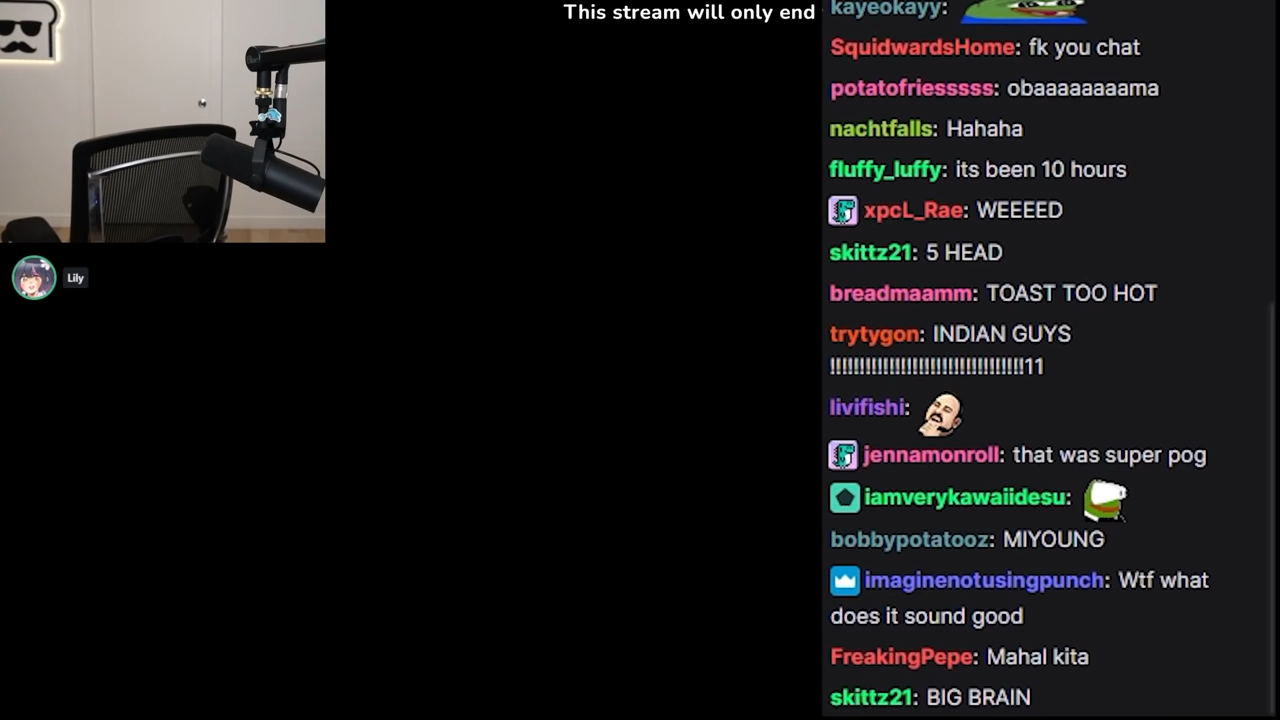 This stream will only end
kayeokayy:
SquidwardsHome: fk you chat
potatofriesssss: obaaaaaaaama
nachtfalls: Hahaha
fluffy_luffy: its been 10 hours
xpcL_Rae: WEEEED
skittz21: 5 HEAD
breadmaamm: TOAST TOO HOT
trytygon: INDIAN GUYS
!!!!!!!!!!!!!!!!!!!!!!!!!!!!!!!!!11
livifishi:
jennamonroll: that was super pog
iamverykawaiidesu:
bobbypotatooz: MIYOUNG
imaginenotusingpunch: Wtf what
does it sound good
FreakingPepe: Mahal kita
skittz21: BIG BRAIN
Lily